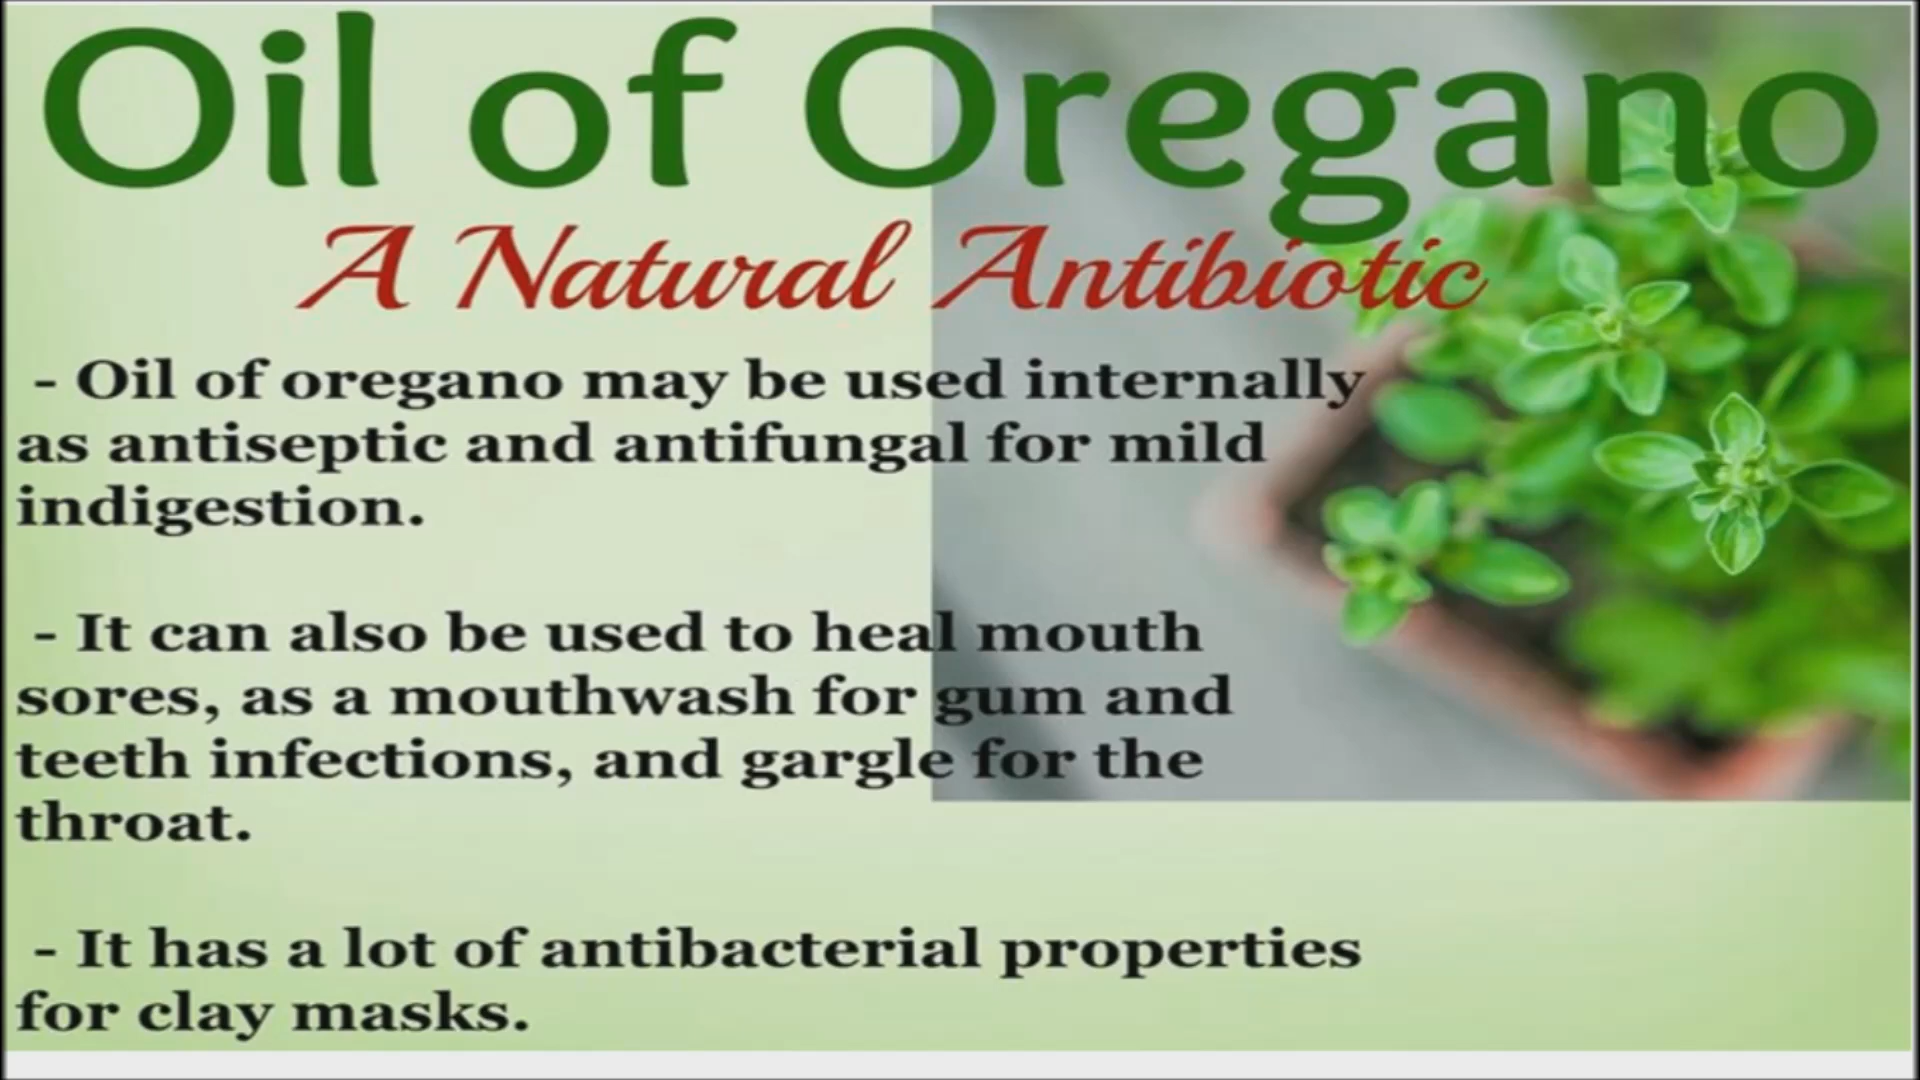 Oil of Oregano
A Natural Antibiotic
- Oil of oregano may be used internally
as antiseptic and antifungal for mild
indigestion.
- It can also be used to heal mouth
sores, as a mouthwash for gum and
teeth infections, and gargle for the
throat.
- It has a lot of antibacterial properties
for clay masks.